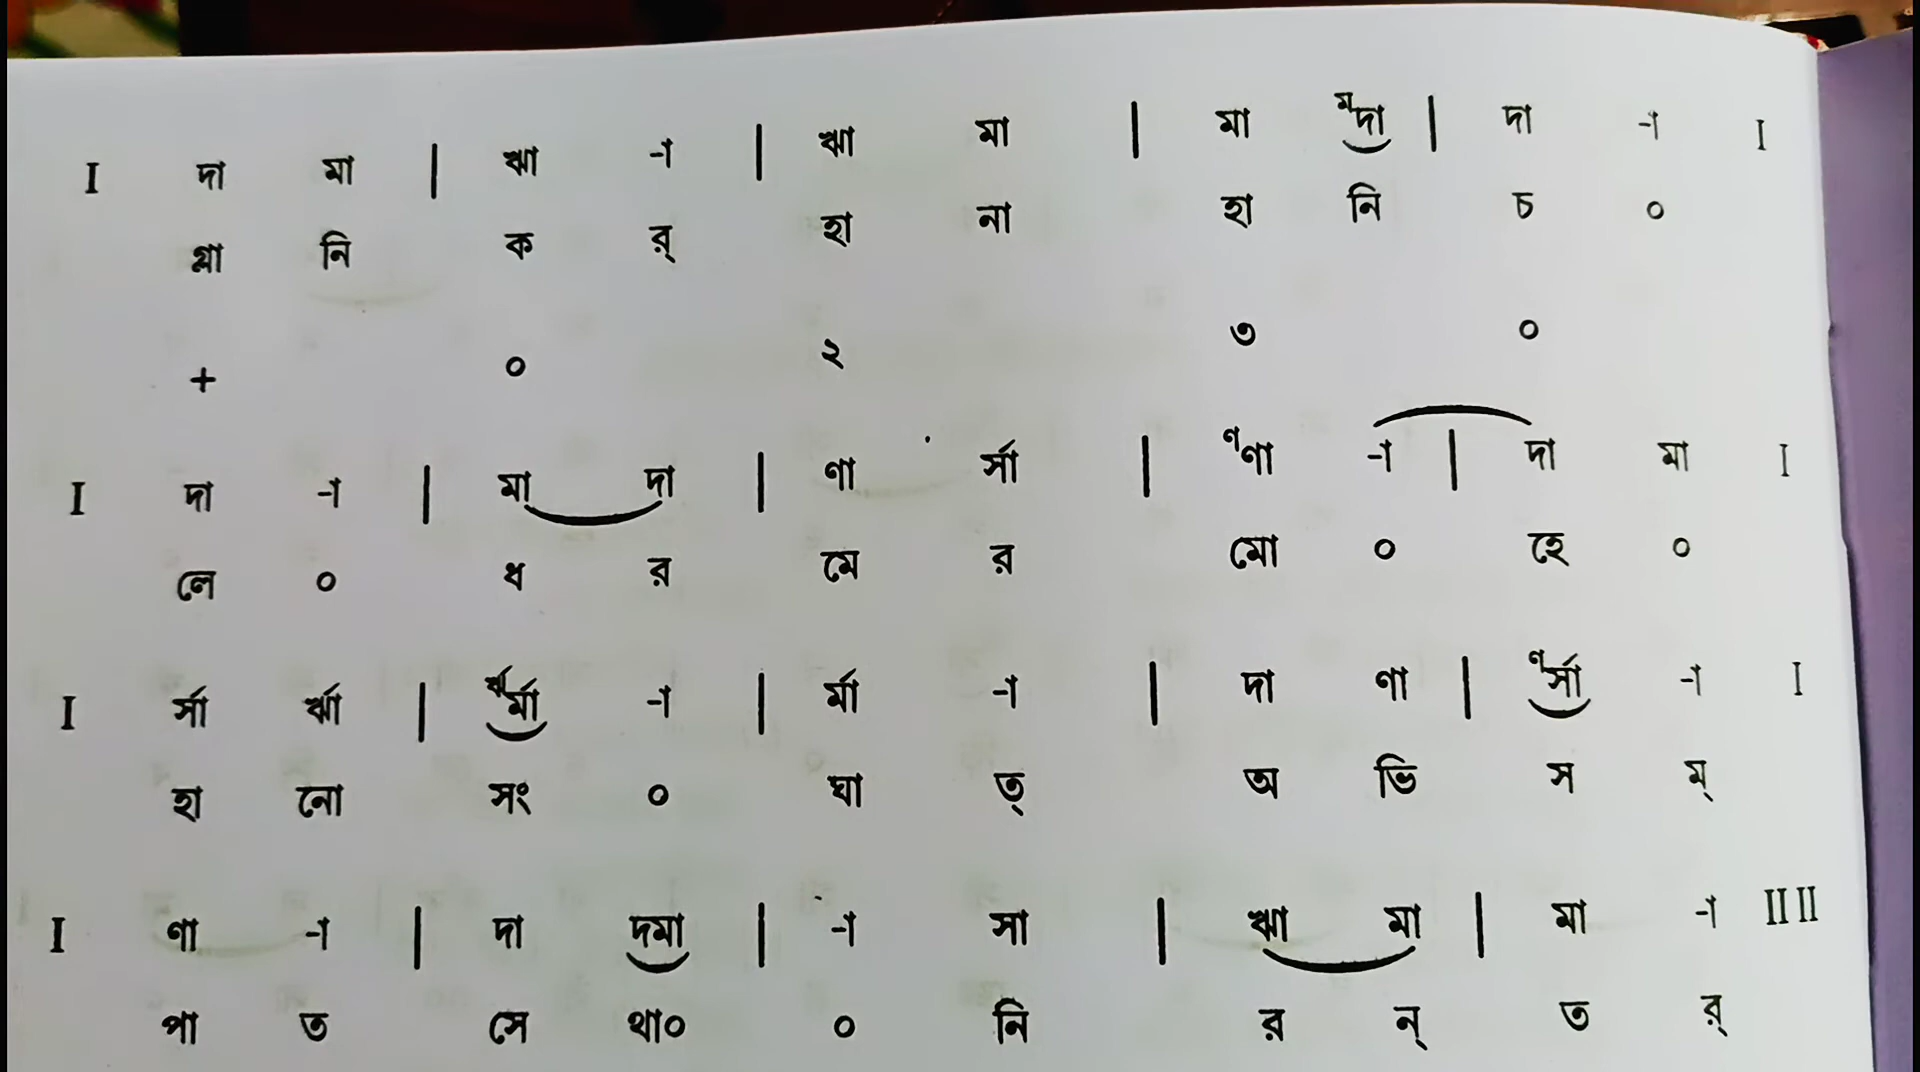 I দা মা | ঋা -া | ঋা মা | মা মদা | দা -া I
গ্লা নি ক র্ হা না হা নি চ ০
+ ০ ২ ৩ ০
I দা -া | মা দা | ণা র্সা | ণণা -া | দা মা I
লে ০ ধ র মে র মো ০ হে ০
I র্সা র্ঋা | র্ঋর্মা -া | র্মা -া | দা ণা | ণর্সা -া I
হা নো সং ০ ঘা ত্ অ ভি স ম্
I ণা -া | দা দমা | -া সা | ঋা মা | মা -া II II
পা ত সে থা০ ০ নি র ন্ ত র্